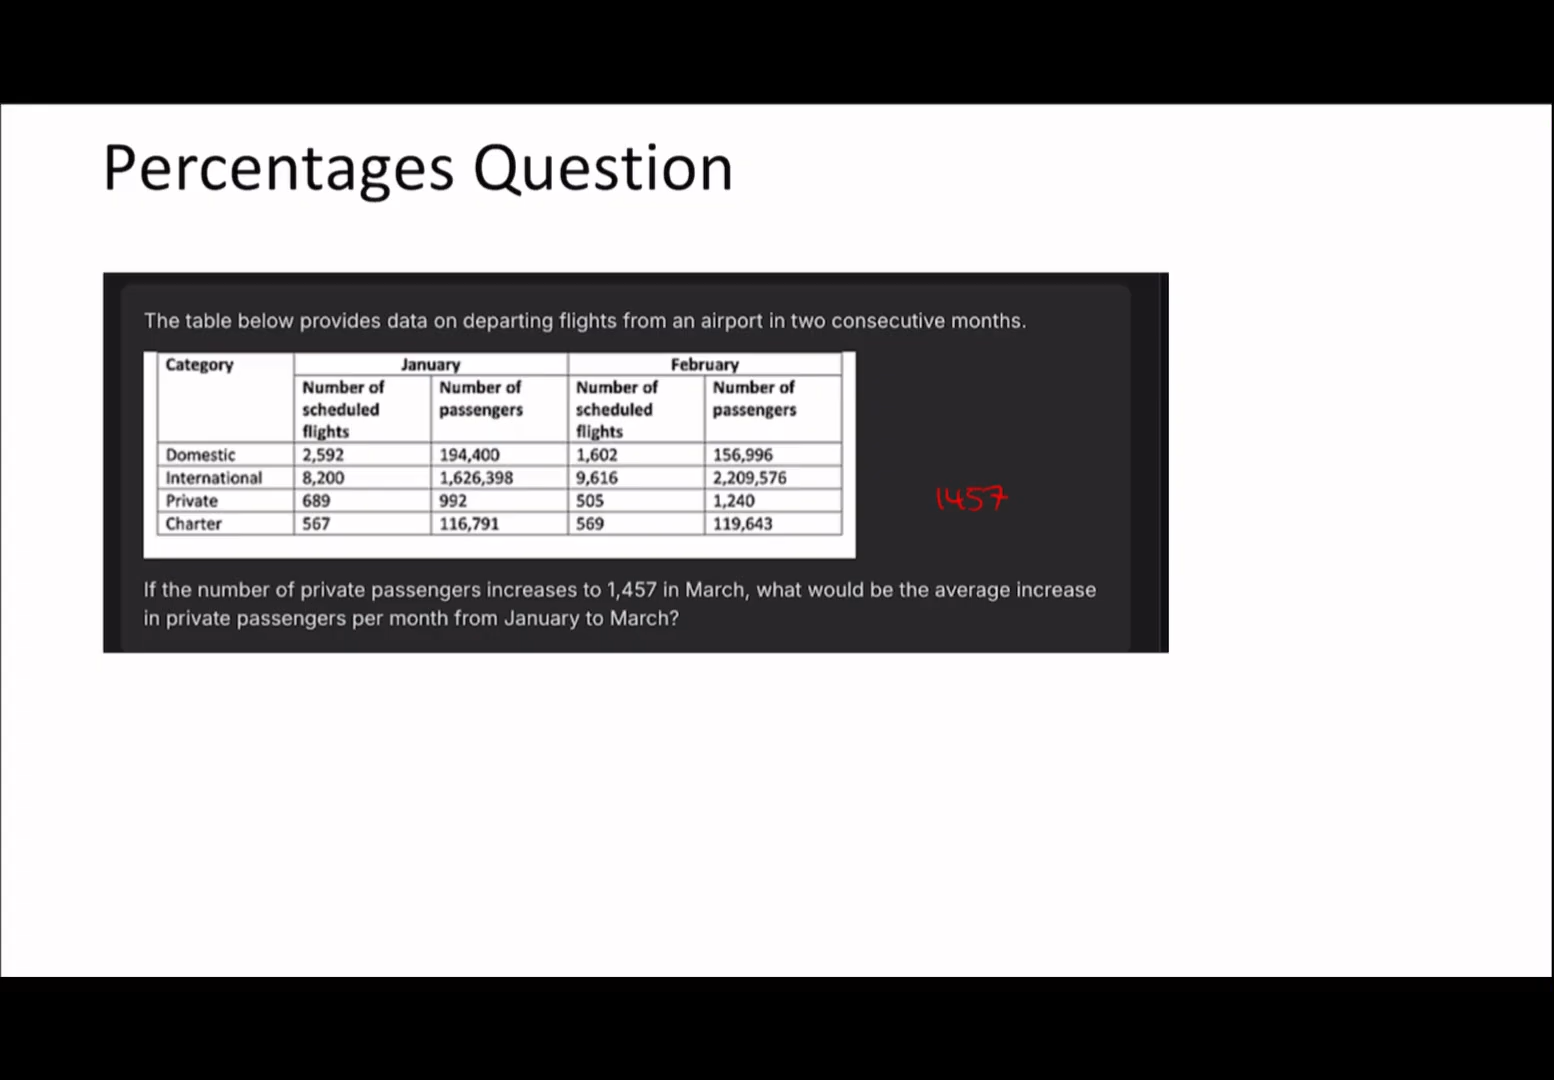 Percentages Question
The table below provides data on departing flights from an airport in two consecutive months.
Category January February
Number of scheduled flights Number of passengers Number of scheduled flights Number of passengers
Domestic 2,592 194,400 1,602 156,996
International 8,200 1,626,398 9,616 2,209,576
Private 689 992 505 1,240
Charter 567 116,791 569 119,643
1457
If the number of private passengers increases to 1,457 in March, what would be the average increase
in private passengers per month from January to March?